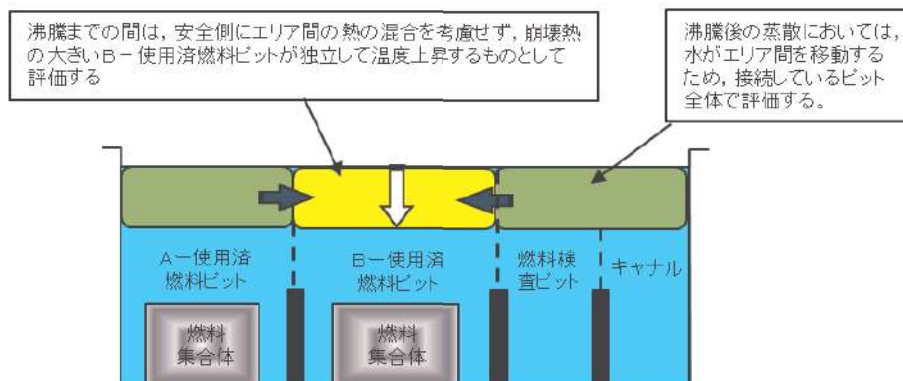 沸騰までの間は，安全側にエリア間の熱の混合を考慮せず，崩壊熱
の大きいＢ－使用済燃料ピットが独立して温度上昇するものとして
評価する
沸騰後の蒸散においては，
水がエリア間を移動する
ため，接続しているピット
全体で評価する。
Ａ－使用済
燃料ピット
Ｂ－使用済
燃料ピット
燃料検
査ピット
キャナル
燃料
集合体
燃料
集合体